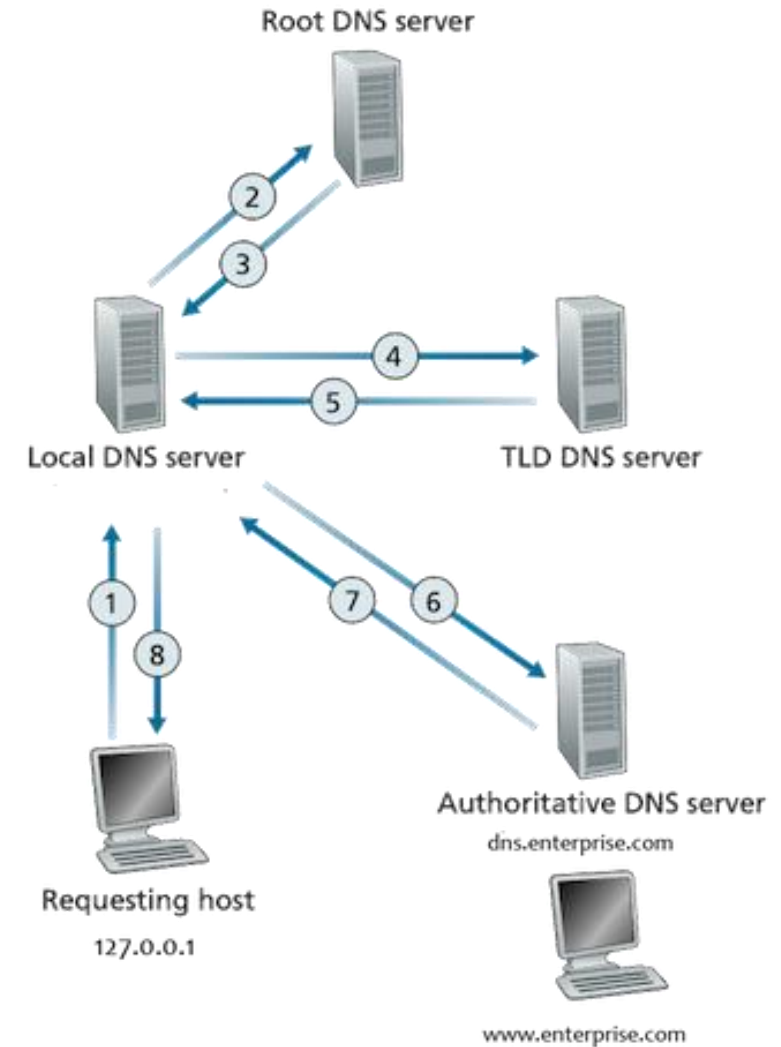 Root DNS server
2
3
4
5
Local DNS server
TLD DNS server
1
8
7
6
Authoritative DNS server
dns.enterprise.com
Requesting host
127.0.0.1
www.enterprise.com